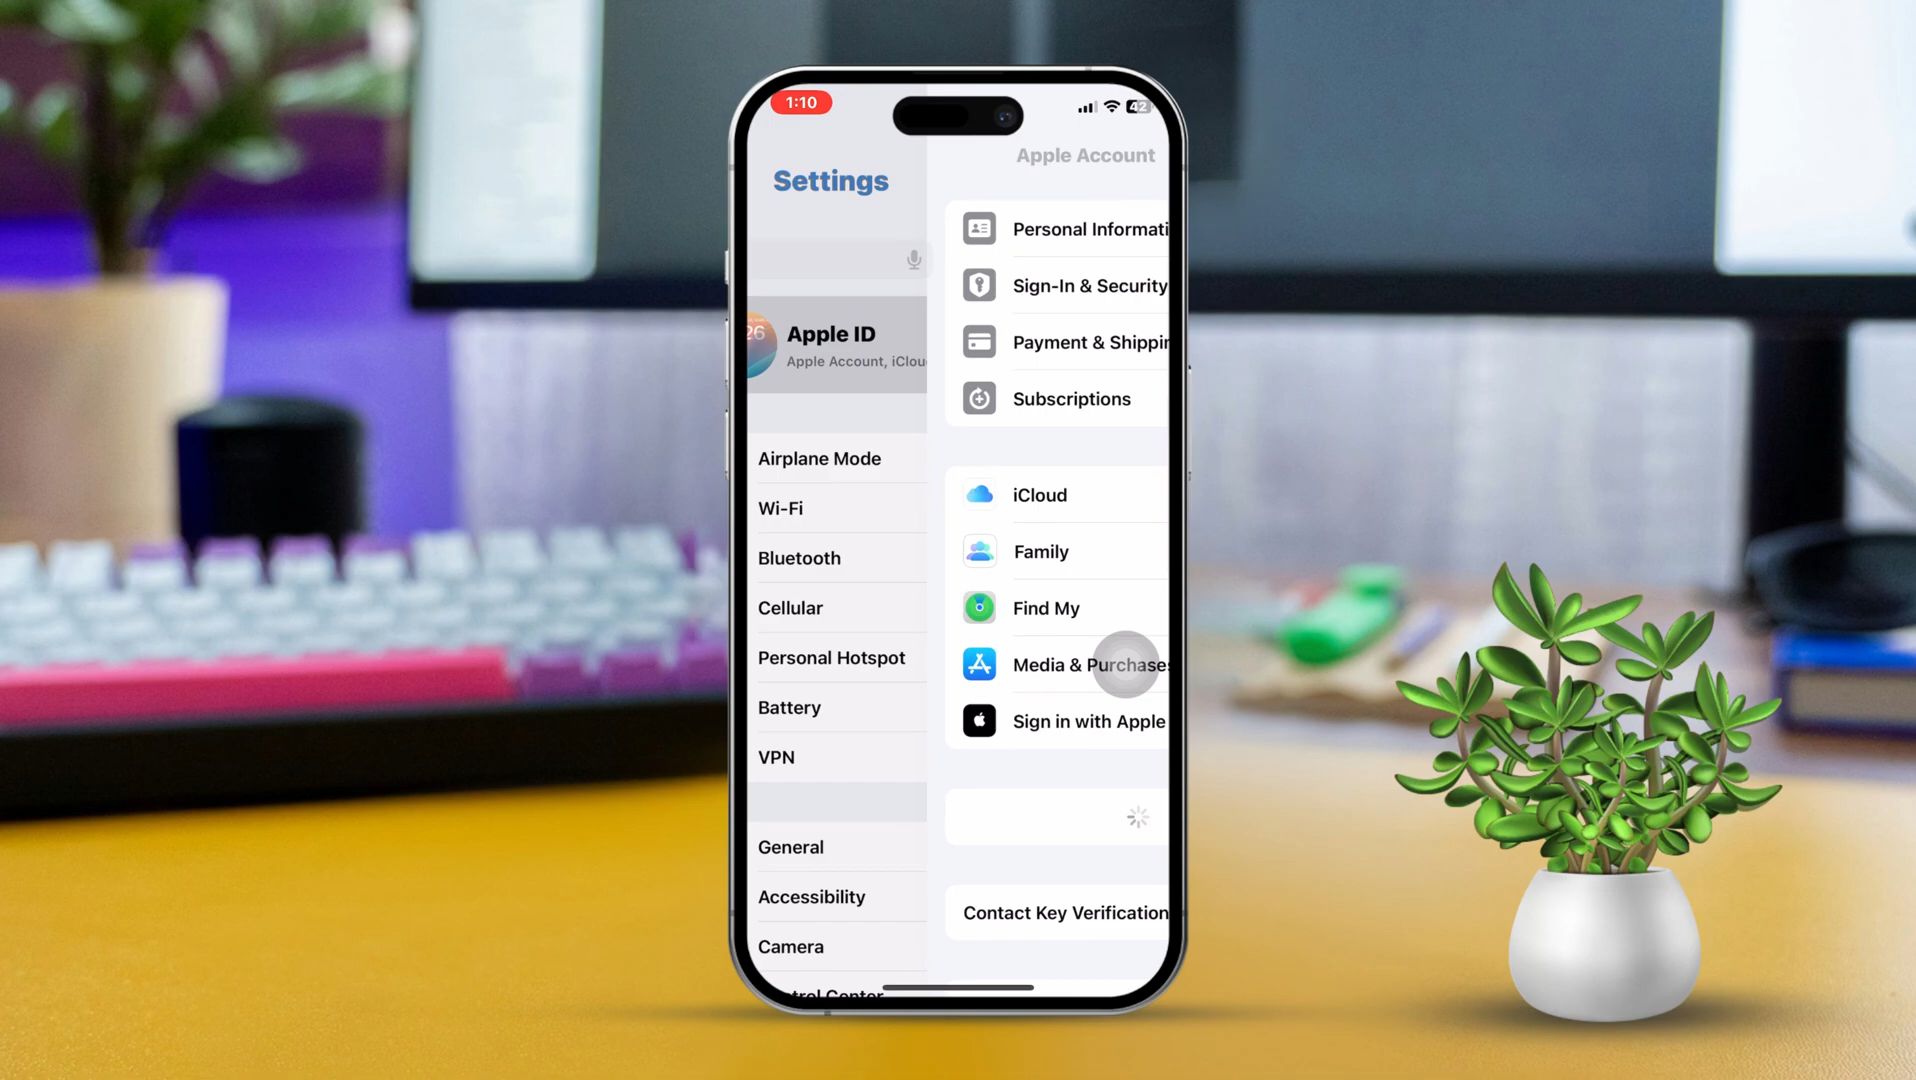 1:10
42
Settings
Apple Account
26
Apple ID
Apple Account, iClou
Airplane Mode
Wi-Fi
Bluetooth
Cellular
Personal Hotspot
Battery
VPN
General
Accessibility
Camera
trol Center
Personal Informati
Sign-In & Security
Payment & Shippin
Subscriptions
iCloud
Family
Find My
Media & Purchases
Sign in with Apple
Contact Key Verification